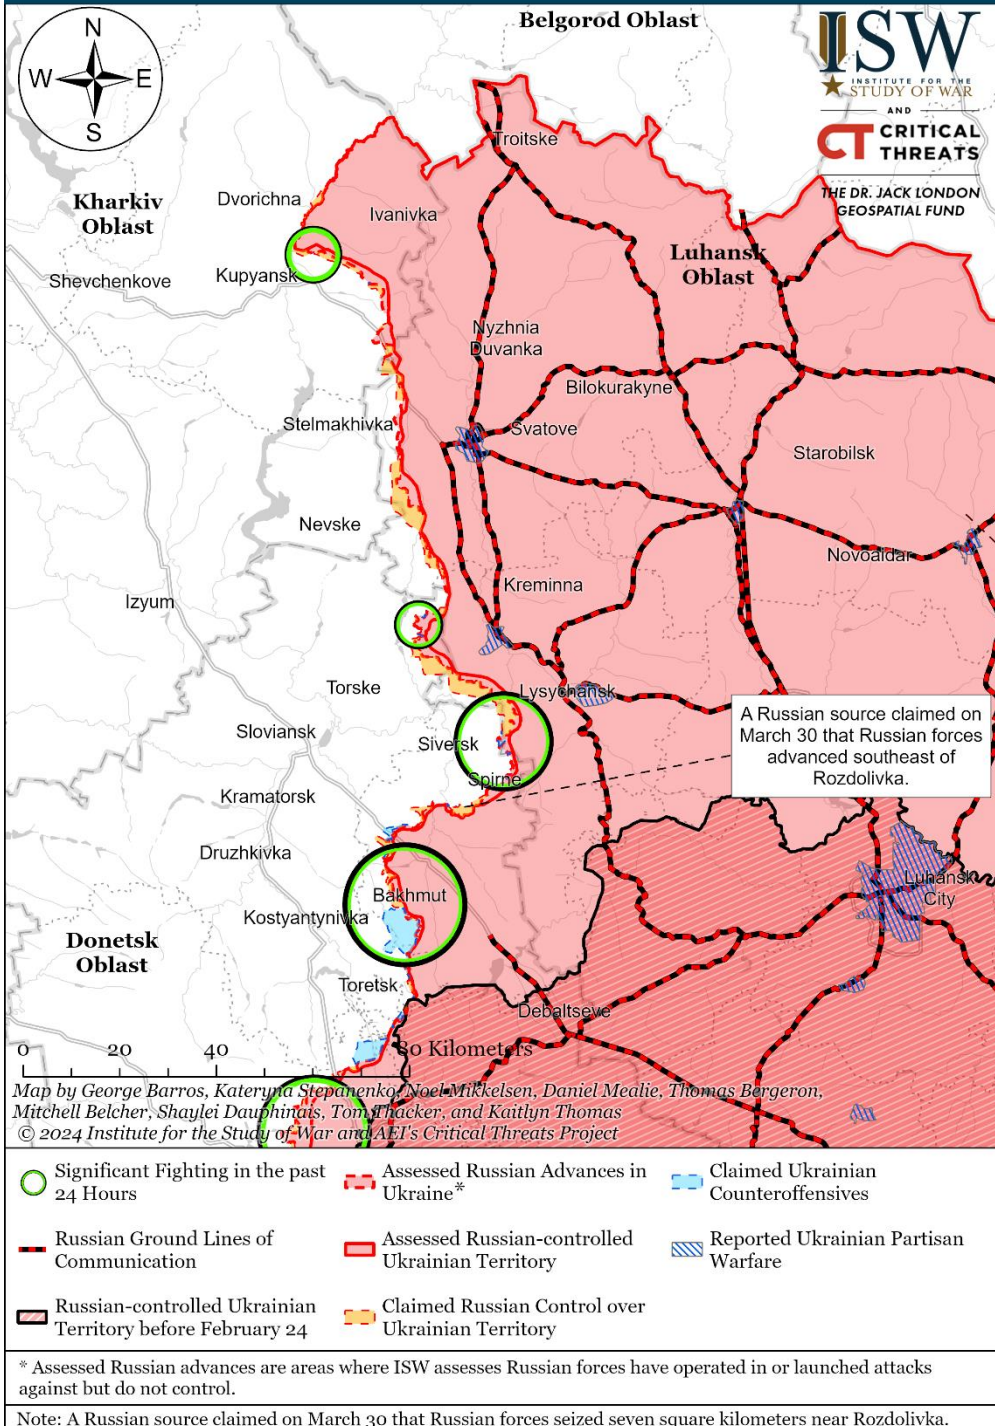 Belgorod Oblast
N
W E
S
ISW
INSTITUTE FOR THE
STUDY OF WAR
AND
CT CRITICAL
THREATS
THE DR. JACK LONDON
GEOSPATIAL FUND
Troitske
Dvorichna
Kharkiv
Oblast
Ivanivka
Luhansk
Oblast
Kupyansk
Shevchenkove
Nyzhnia
Duvanka
Bilokurakyne
Stelmakhivka
Svatove
Starobilsk
Nevske
Novoaidar
Kreminna
Izyum
Torske
Lysychansk
A Russian source claimed on
March 30 that Russian forces
advanced southeast of
Rozdolivka.
Sloviansk
Siversk
Spirne
Kramatorsk
Druzhkivka
Luhansk
City
Bakhmut
Kostyantynivka
Donetsk
Oblast
Toretsk
Debaltseve
0 20 40 80 Kilometers
Map by George Barros, Kateryna Stepanenko, Noel Mikkelsen, Daniel Mealie, Thomas Bergeron,
Mitchell Belcher, Shaylei Dauphinais, Tom Thacker, and Kaitlyn Thomas
© 2024 Institute for the Study of War and AEI's Critical Threats Project
Significant Fighting in the past
24 Hours
Assessed Russian Advances in
Ukraine*
Claimed Ukrainian
Counteroffensives
Russian Ground Lines of
Communication
Assessed Russian-controlled
Ukrainian Territory
Reported Ukrainian Partisan
Warfare
Russian-controlled Ukrainian
Territory before February 24
Claimed Russian Control over
Ukrainian Territory
* Assessed Russian advances are areas where ISW assesses Russian forces have operated in or launched attacks
against but do not control.
Note: A Russian source claimed on March 30 that Russian forces seized seven square kilometers near Rozdolivka.